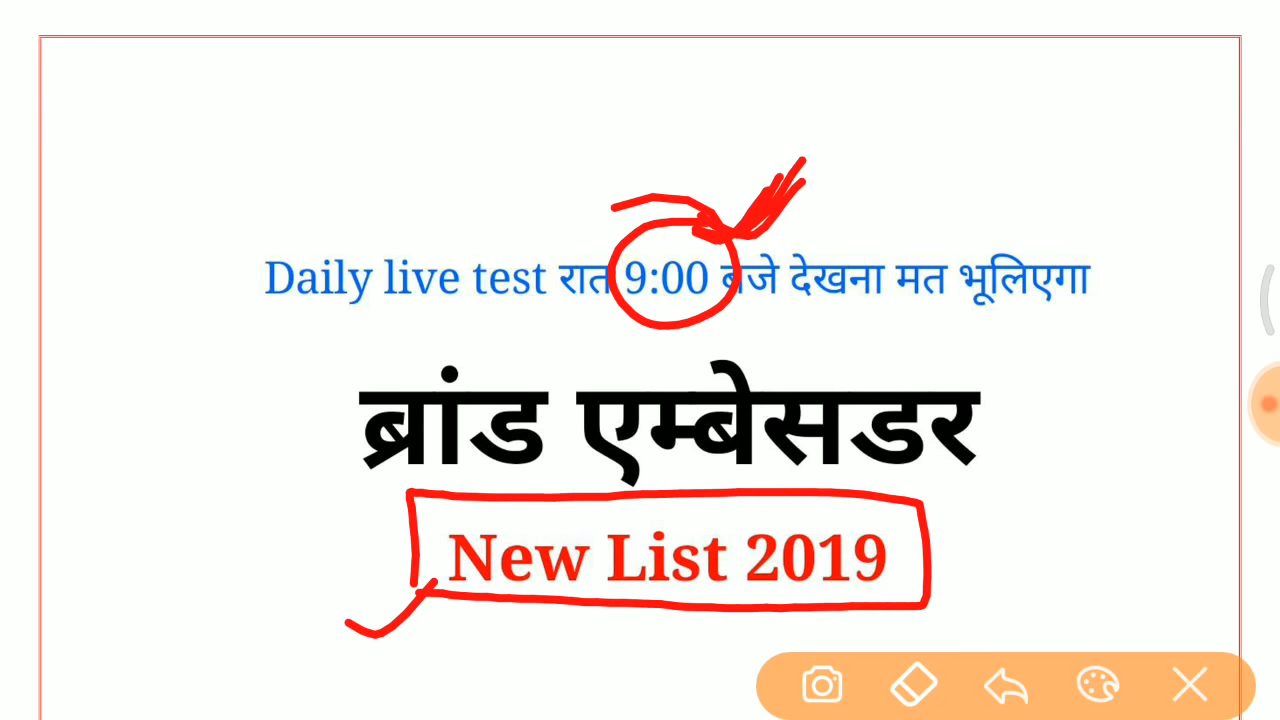 Daily live test रात 9:00 बजे देखना मत भूलिएगा
ब्रांड एम्बेसडर
New List 2019